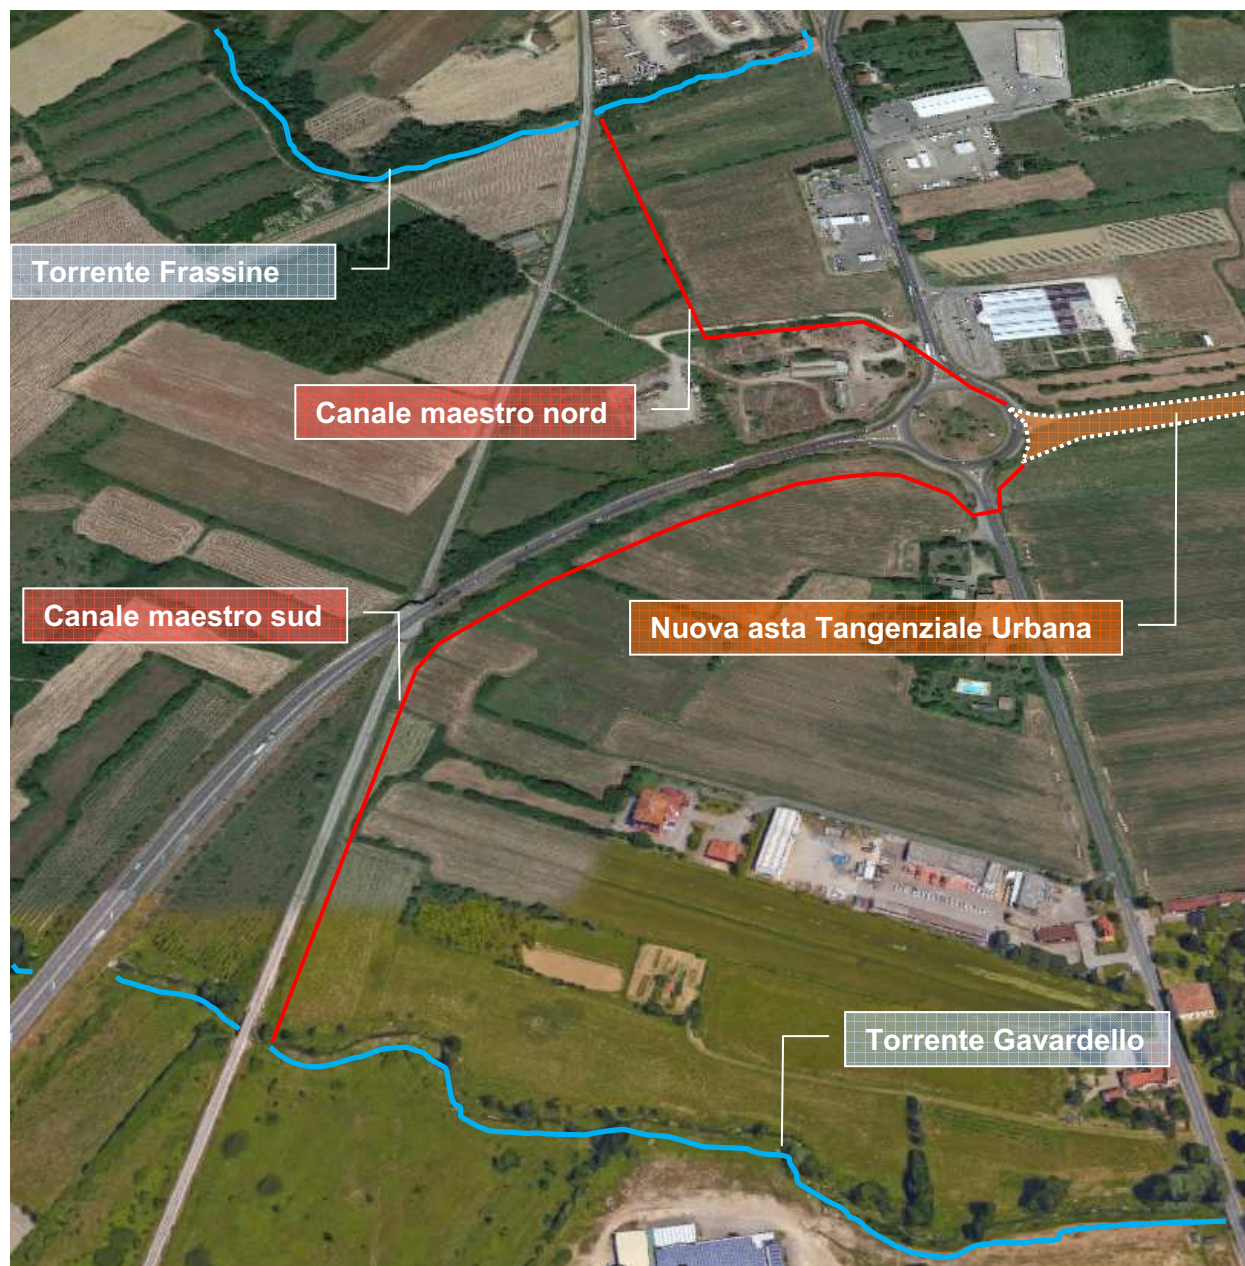 Torrente Frassine
Canale maestro nord
Canale maestro sud
Nuova asta Tangenziale Urbana
Torrente Gavardello